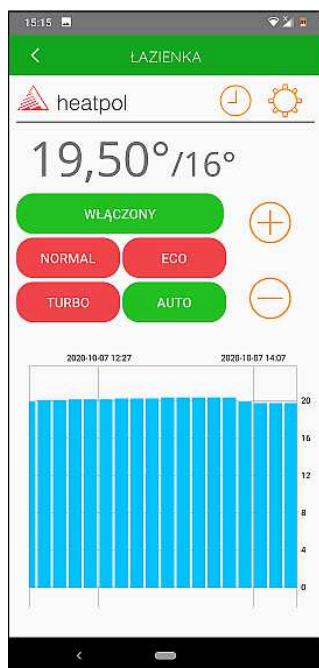 15:15
ŁAZIENKA
heatpol
19,50°/16°
WŁĄCZONY
NORMAL ECO
TURBO AUTO
2020-10-07 12:27 2020-10-07 14:07
20
16
12
8
4
0